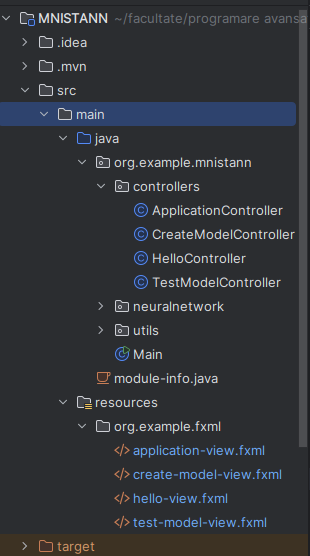 MNISTANN ~/facultate/programare avansa
.idea
.mvn
src
main
java
org.example.mnistann
controllers
ApplicationController
CreateModelController
HelloController
TestModelController
neuralnetwork
utils
Main
module-info.java
resources
org.example.fxml
application-view.fxml
create-model-view.fxml
hello-view.fxml
test-model-view.fxml
target